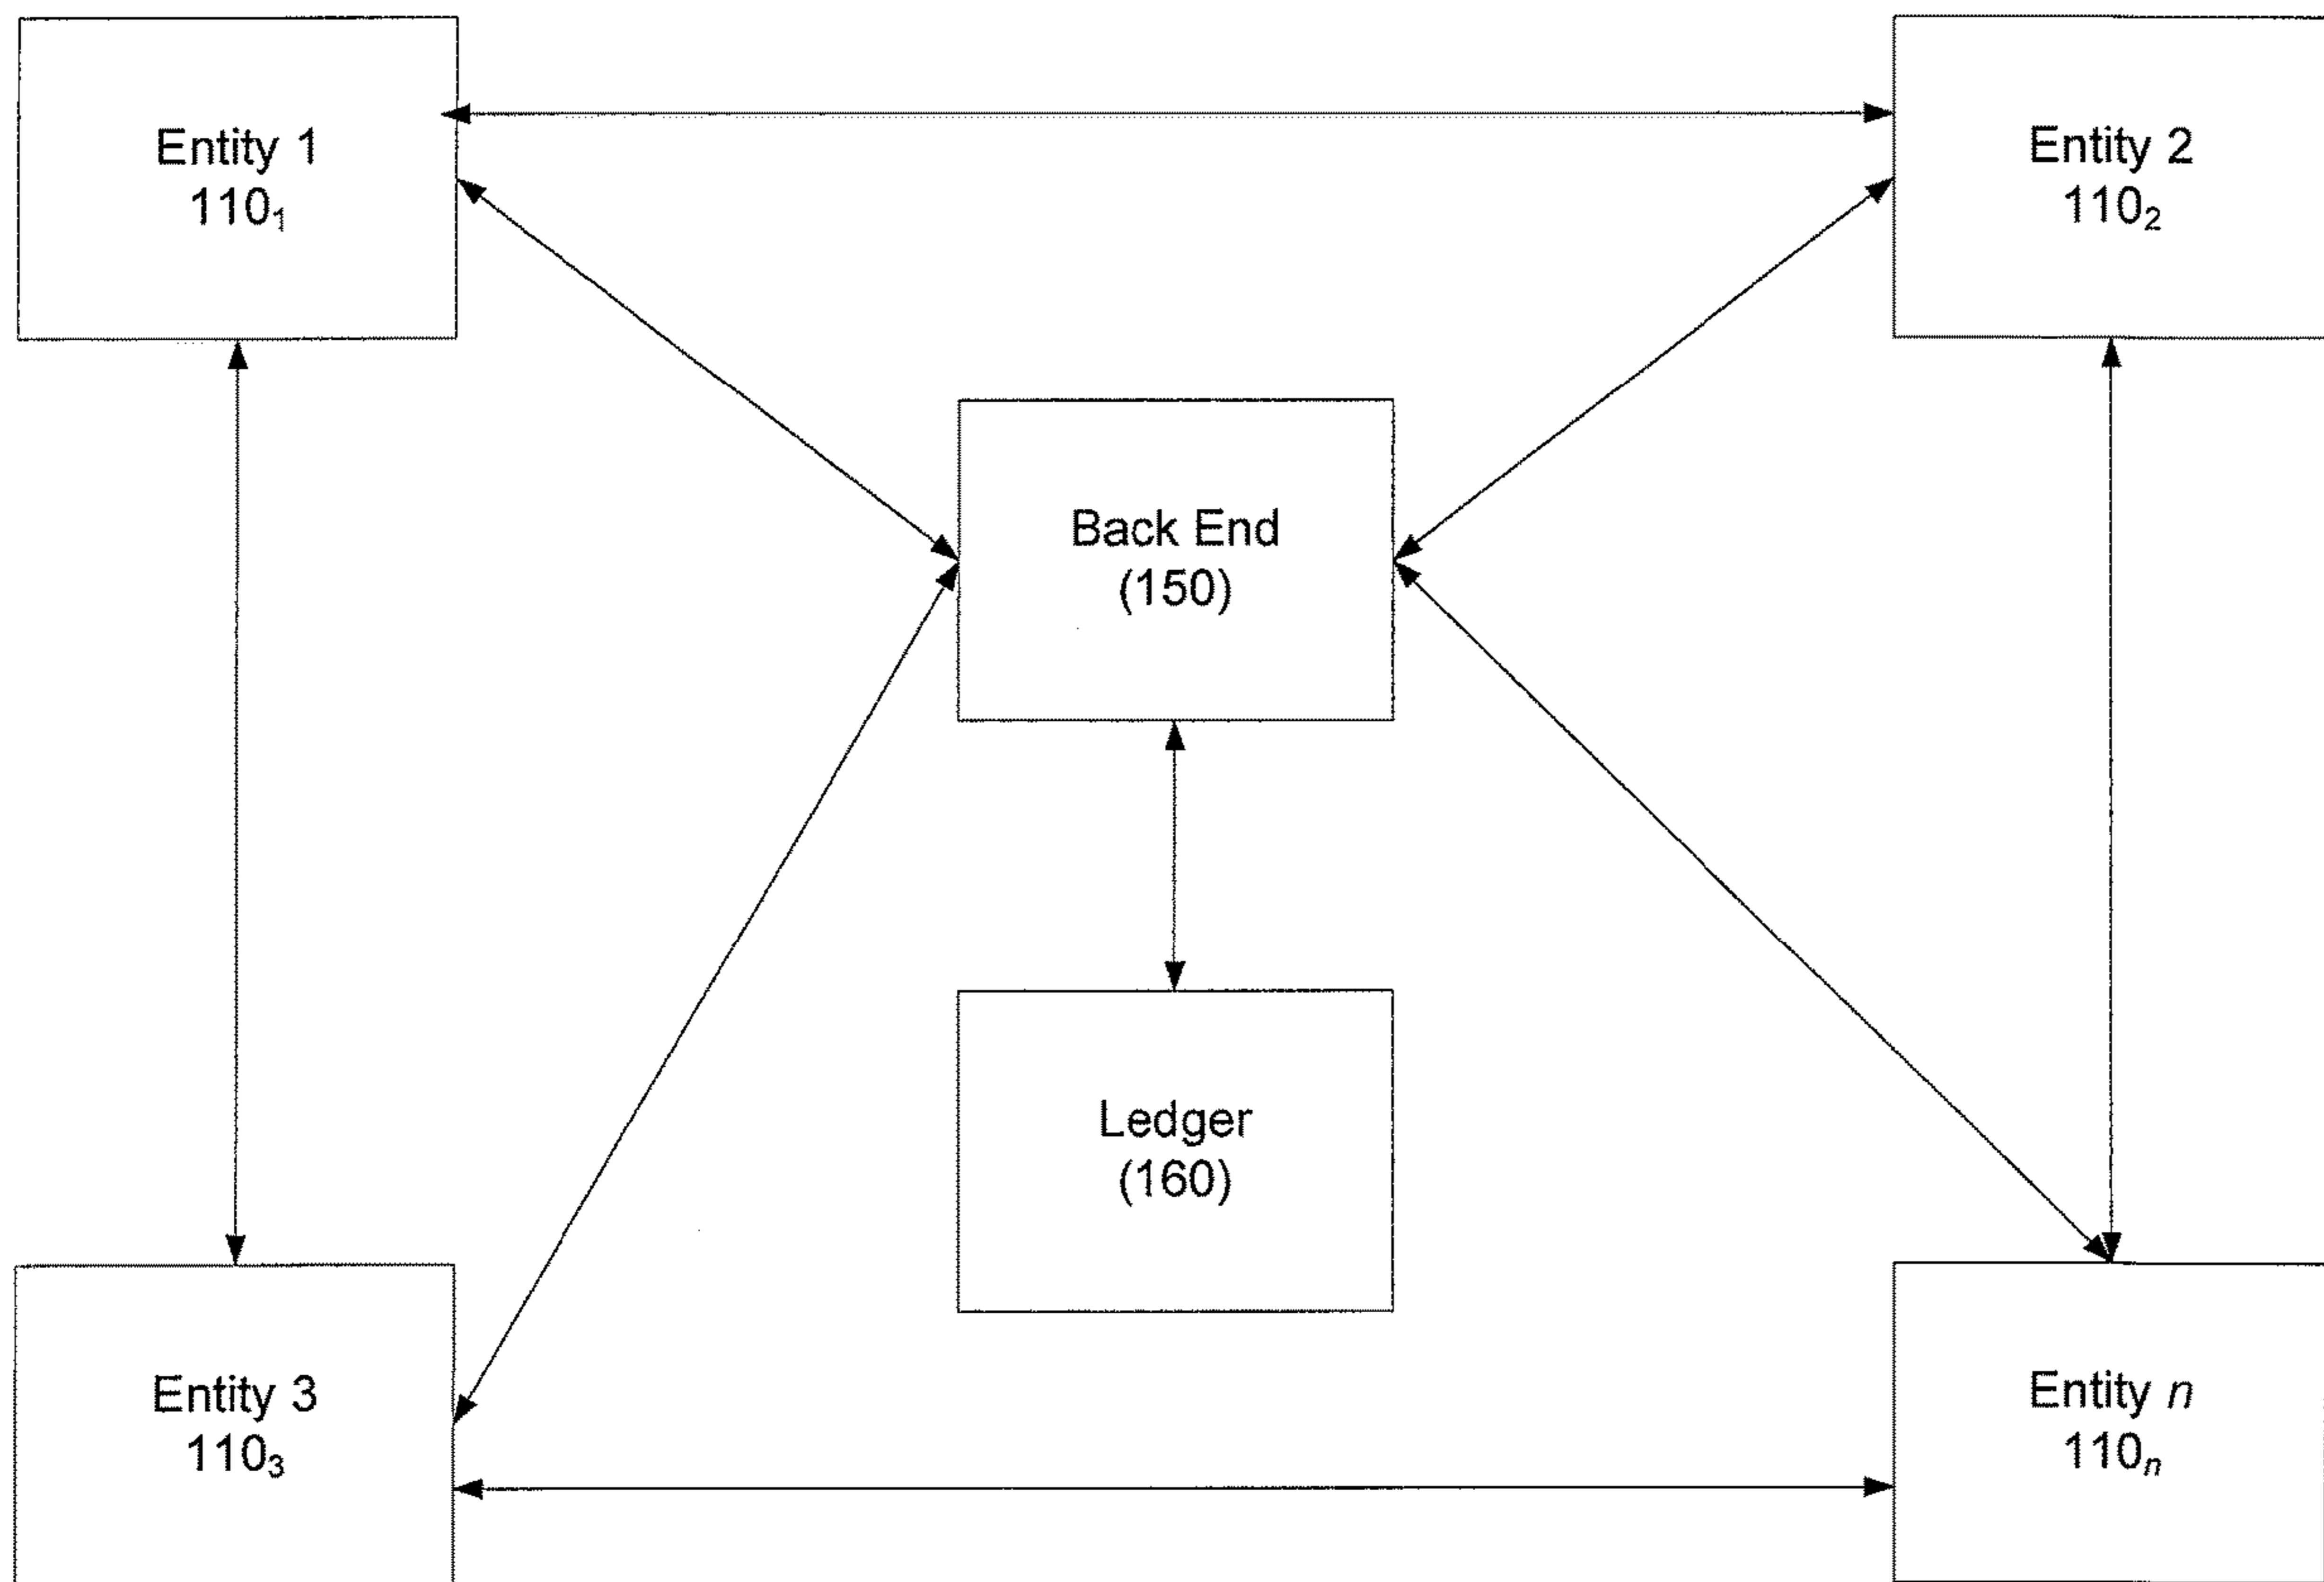 Entity 1
110₁
Entity 2
110₂
Back End
(150)
Ledger
(160)
Entity 3
110₃
Entity n
110ₙ